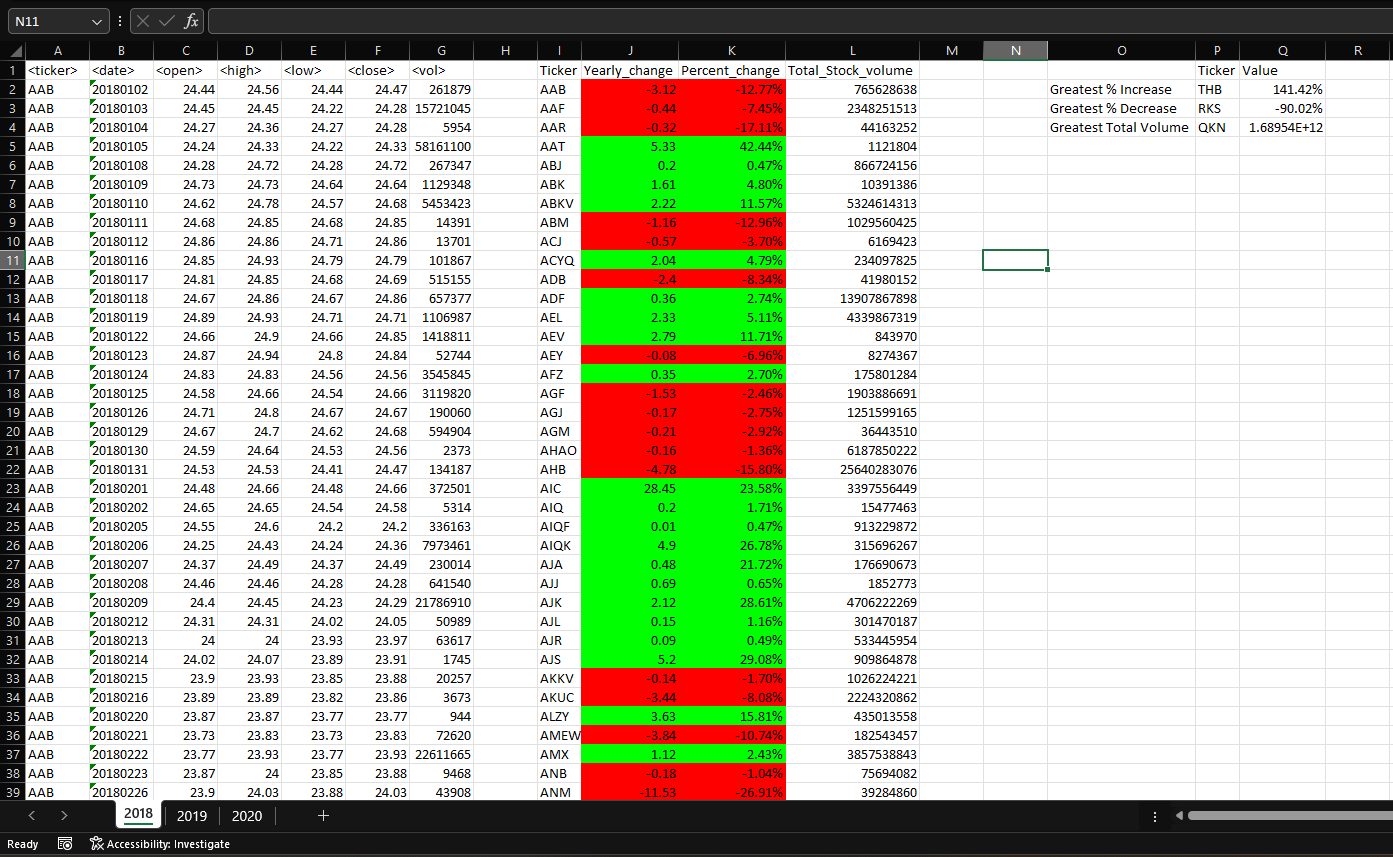 N11 fx
A B C D E F G H I J K L M N O P Q R
1 <ticker> <date> <open> <high> <low> <close> <vol> Ticker Yearly_change Percent_change Total_Stock_volume Ticker Value
2 AAB 20180102 24.44 24.56 24.44 24.47 261879 AAB -3.12 -12.77% 765628638 Greatest % Increase THB 141.42%
3 AAB 20180103 24.45 24.45 24.22 24.28 15721045 AAF -0.44 -7.45% 2348251513 Greatest % Decrease RKS -90.02%
4 AAB 20180104 24.27 24.36 24.27 24.28 5954 AAR -0.32 -17.11% 44163252 Greatest Total Volume QKN 1.68954E+12
5 AAB 20180105 24.24 24.33 24.22 24.33 58161100 AAT 5.33 42.44% 1121804
6 AAB 20180108 24.28 24.72 24.28 24.72 267347 ABJ 0.2 0.47% 866724156
7 AAB 20180109 24.73 24.73 24.64 24.64 1129348 ABK 1.61 4.80% 10391386
8 AAB 20180110 24.62 24.78 24.57 24.68 5453423 ABKV 2.22 11.57% 5324614313
9 AAB 20180111 24.68 24.85 24.68 24.85 14391 ABM -1.16 -12.96% 1029560425
10 AAB 20180112 24.86 24.86 24.71 24.86 13701 ACJ -0.57 -3.70% 6169423
11 AAB 20180116 24.85 24.93 24.79 24.79 101867 ACYQ 2.04 4.79% 234097825
12 AAB 20180117 24.81 24.85 24.68 24.69 515155 ADB -2.4 -8.34% 41980152
13 AAB 20180118 24.67 24.86 24.67 24.86 657377 ADF 0.36 2.74% 13907867898
14 AAB 20180119 24.89 24.93 24.71 24.71 1106987 AEL 2.33 5.11% 4339867319
15 AAB 20180122 24.66 24.9 24.66 24.85 1418811 AEV 2.79 11.71% 843970
16 AAB 20180123 24.87 24.94 24.8 24.84 52744 AEY -0.08 -6.96% 8274367
17 AAB 20180124 24.83 24.83 24.56 24.56 3545845 AFZ 0.35 2.70% 175801284
18 AAB 20180125 24.58 24.66 24.54 24.66 3119820 AGF -1.53 -2.46% 1903886691
19 AAB 20180126 24.71 24.8 24.67 24.67 190060 AGJ -0.17 -2.75% 1251599165
20 AAB 20180129 24.67 24.7 24.62 24.68 594904 AGM -0.21 -2.92% 36443510
21 AAB 20180130 24.59 24.64 24.53 24.56 2373 AHAO -0.16 -1.36% 6187850222
22 AAB 20180131 24.53 24.53 24.41 24.47 134187 AHB -4.78 -15.80% 25640283076
23 AAB 20180201 24.48 24.66 24.48 24.66 372501 AIC 28.45 23.58% 3397556449
24 AAB 20180202 24.65 24.65 24.54 24.58 5314 AIQ 0.2 1.71% 15477463
25 AAB 20180205 24.55 24.6 24.2 24.2 336163 AIQF 0.01 0.47% 913229872
26 AAB 20180206 24.25 24.43 24.24 24.36 7973461 AIQK 4.9 26.78% 315696267
27 AAB 20180207 24.37 24.49 24.37 24.49 230014 AJA 0.48 21.72% 176690673
28 AAB 20180208 24.46 24.46 24.28 24.28 641540 AJJ 0.69 0.65% 1852773
29 AAB 20180209 24.4 24.45 24.23 24.29 21786910 AJK 2.12 28.61% 4706222269
30 AAB 20180212 24.31 24.31 24.02 24.05 50989 AJL 0.15 1.16% 301470187
31 AAB 20180213 24 24 23.93 23.97 63617 AJR 0.09 0.49% 533445954
32 AAB 20180214 24.02 24.07 23.89 23.91 1745 AJS 5.2 29.08% 909864878
33 AAB 20180215 23.9 23.93 23.85 23.88 20257 AKKV -0.14 -1.70% 1026224221
34 AAB 20180216 23.89 23.89 23.82 23.86 3673 AKUC -3.44 -8.08% 2224320862
35 AAB 20180220 23.87 23.87 23.77 23.77 944 ALZY 3.63 15.81% 435013558
36 AAB 20180221 23.73 23.83 23.73 23.83 72620 AMEW -3.84 -10.74% 182543457
37 AAB 20180222 23.77 23.93 23.77 23.93 22611665 AMX 1.12 2.43% 3857538843
38 AAB 20180223 23.87 24 23.85 23.88 9468 ANB -0.18 -1.04% 75694082
39 AAB 20180226 23.9 24.03 23.88 24.03 43908 ANM -11.53 -26.91% 39284860
2018 2019 2020
Ready Accessibility: Investigate